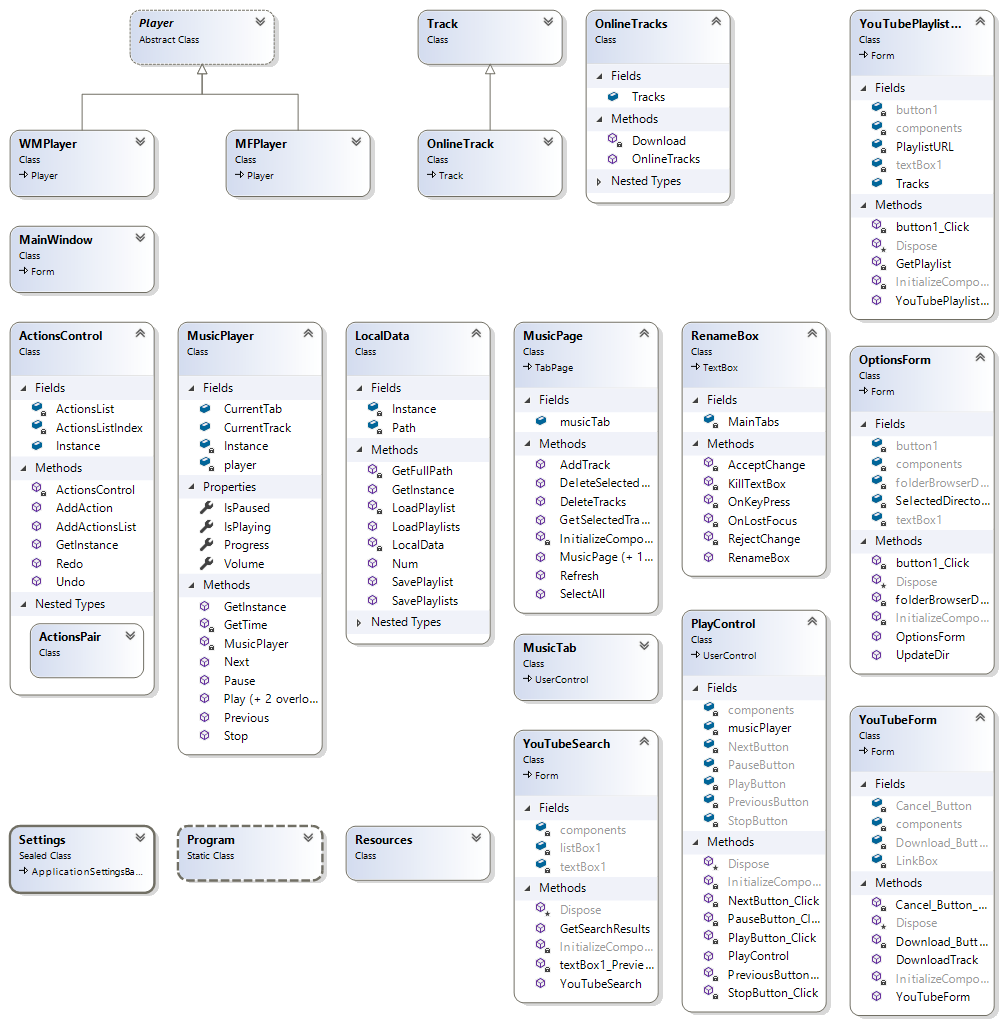 Player
Abstract Class
WMPlayer
Class
Player
MFPlayer
Class
Player
Track
Class
OnlineTrack
Class
Track
OnlineTracks
Class
Fields
Tracks
Methods
Download
OnlineTracks
Nested Types
YouTubePlaylist...
Class
Form
Fields
button1
components
PlaylistURL
textBox1
Tracks
Methods
button1_Click
Dispose
GetPlaylist
InitializeCompo...
YouTubePlaylist...
MainWindow
Class
Form
ActionsControl
Class
Fields
ActionsList
ActionsListIndex
Instance
Methods
ActionsControl
AddAction
AddActionsList
GetInstance
Redo
Undo
Nested Types
ActionsPair
Class
MusicPlayer
Class
Fields
CurrentTab
CurrentTrack
Instance
player
Properties
IsPaused
IsPlaying
Progress
Volume
Methods
GetInstance
GetTime
MusicPlayer
Next
Pause
Play (+ 2 overlo...
Previous
Stop
LocalData
Class
Fields
Instance
Path
Methods
GetFullPath
GetInstance
LoadPlaylist
LoadPlaylists
LocalData
Num
SavePlaylist
SavePlaylists
Nested Types
MusicPage
Class
TabPage
Fields
musicTab
Methods
AddTrack
DeleteSelected...
DeleteTracks
GetSelectedTra...
InitializeCompo...
MusicPage (+ 1...
Refresh
SelectAll
MusicTab
Class
UserControl
YouTubeSearch
Class
Form
Fields
components
listBox1
textBox1
Methods
Dispose
GetSearchResults
InitializeCompo...
textBox1_Previe...
YouTubeSearch
RenameBox
Class
TextBox
Fields
MainTabs
Methods
AcceptChange
KillTextBox
OnKeyPress
OnLostFocus
RejectChange
RenameBox
PlayControl
Class
UserControl
Fields
components
musicPlayer
NextButton
PauseButton
PlayButton
PreviousButton
StopButton
Methods
Dispose
InitializeCompo...
NextButton_Click
PauseButton_Cl...
PlayButton_Click
PlayControl
PreviousButton...
StopButton_Click
OptionsForm
Class
Form
Fields
button1
components
folderBrowserD...
SelectedDirecto...
textBox1
Methods
button1_Click
Dispose
folderBrowserD...
InitializeCompo...
OptionsForm
UpdateDir
YouTubeForm
Class
Form
Fields
Cancel_Button
components
Download_Butt...
LinkBox
Methods
Cancel_Button_...
Dispose
Download_Butt...
DownloadTrack
InitializeCompo...
YouTubeForm
Settings
Sealed Class
ApplicationSettingsBa...
Program
Static Class
Resources
Class